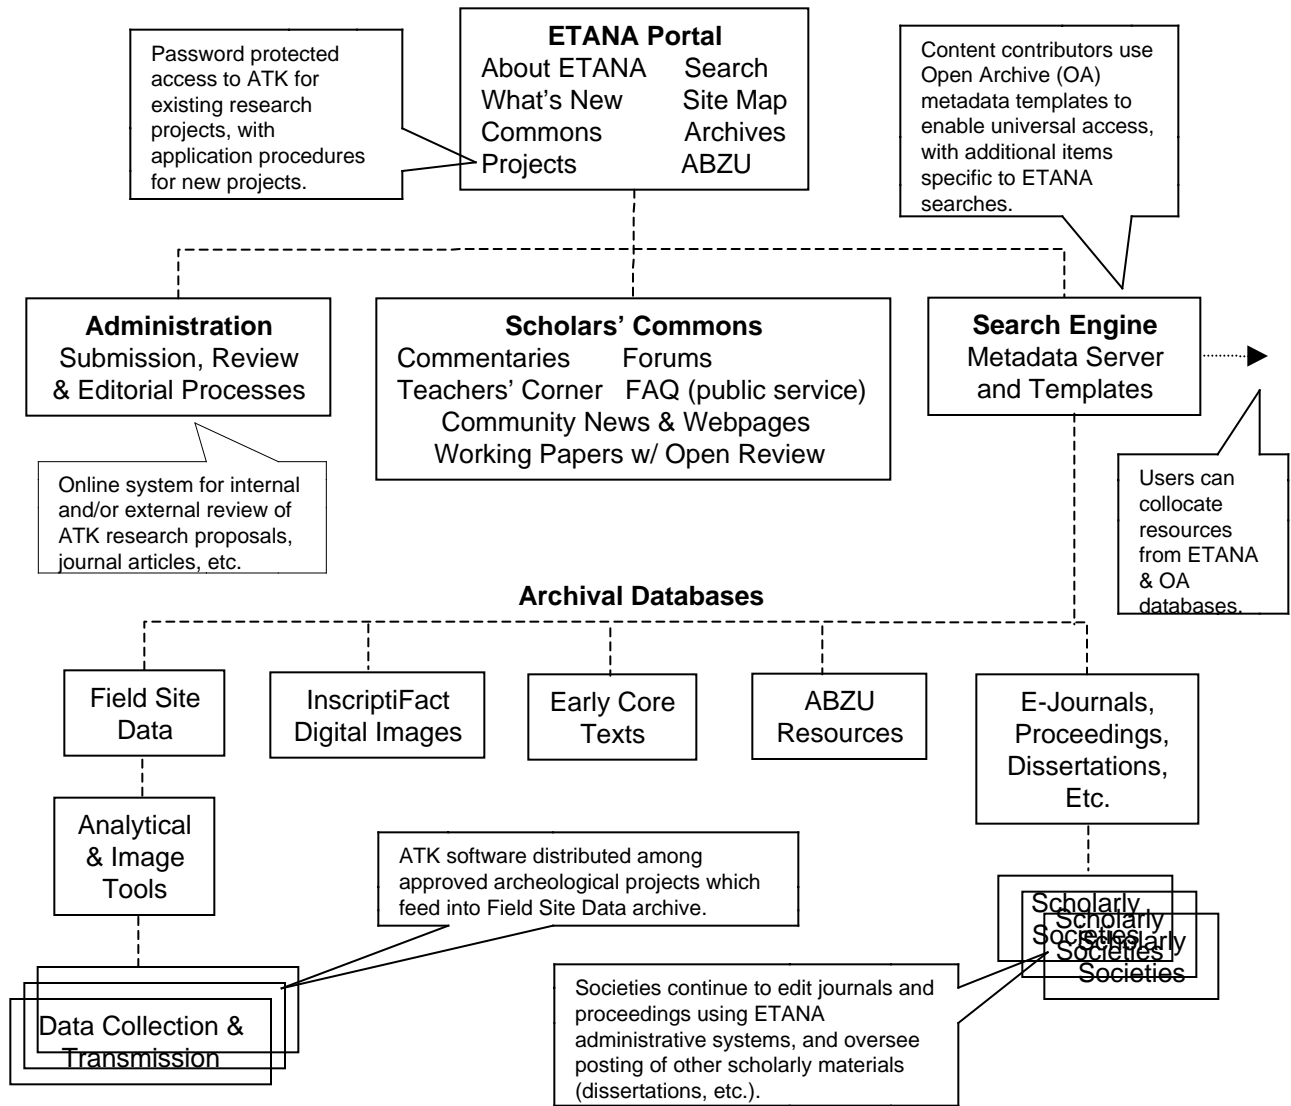 Password protected
access to ATK for
existing research
projects, with
application procedures
for new projects.
ETANA Portal
About ETANA Search
What's New Site Map
Commons Archives
Projects ABZU
Content contributors use
Open Archive (OA)
metadata templates to
enable universal access,
with additional items
specific to ETANA
searches.
Administration
Submission, Review
& Editorial Processes
Scholars' Commons
Commentaries Forums
Teachers' Corner FAQ (public service)
Community News & Webpages
Working Papers w/ Open Review
Search Engine
Metadata Server
and Templates
Online system for internal
and/or external review of
ATK research proposals,
journal articles, etc.
Users can
collocate
resources
from ETANA
& OA
databases.
Archival Databases
Field Site
Data
InscriptiFact
Digital Images
Early Core
Texts
ABZU
Resources
E-Journals,
Proceedings,
Dissertations,
Etc.
Analytical
& Image
Tools
ATK software distributed among
approved archeological projects which
feed into Field Site Data archive.
Scholarly
Societies
Scholarly
Societies
Scholarly
Societies
Data Collection &
Transmission
Societies continue to edit journals and
proceedings using ETANA
administrative systems, and oversee
posting of other scholarly materials
(dissertations, etc.).